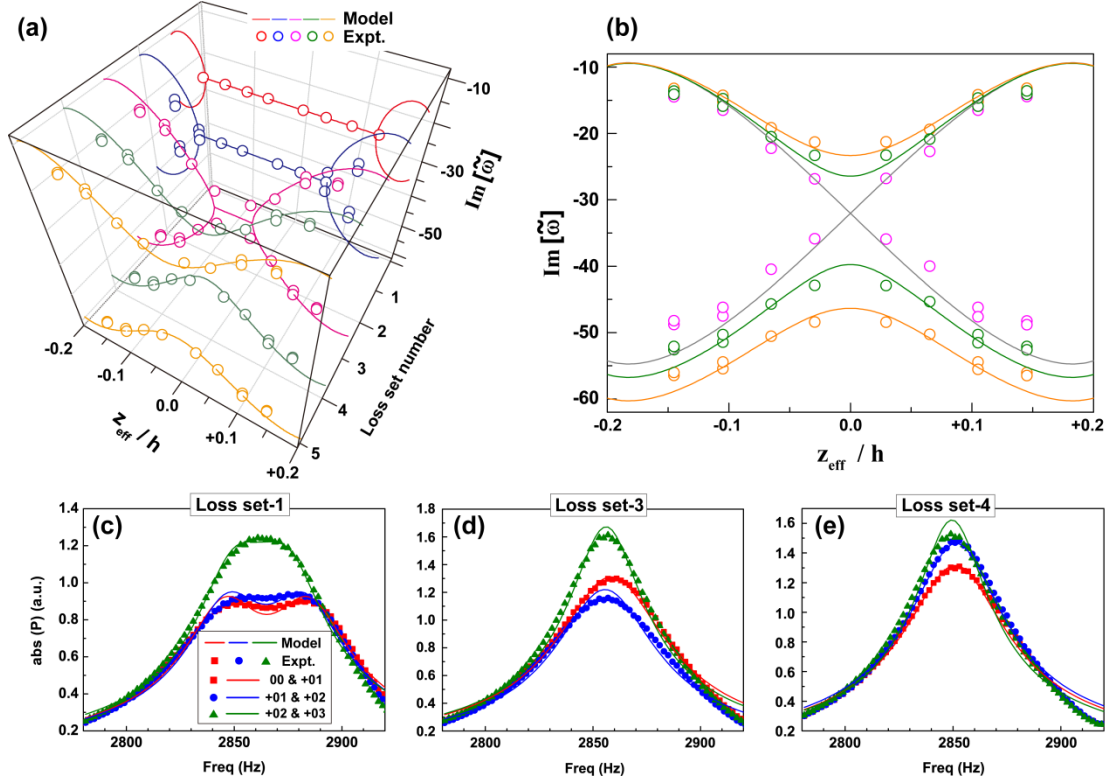 (a)
Model
Expt.
-10
-30
-50
Im [ω̃]
1
2
3
4
5
Loss set number
-0.2
-0.1
0.0
+0.1
+0.2
z_eff / h
(b)
-10
-20
-30
-40
-50
-60
Im [ω̃]
-0.2
-0.1
0.0
+0.1
+0.2
z_eff / h
(c)
Loss set-1
1.4
1.2
1.0
0.8
0.6
0.4
0.2
abs (P) (a.u.)
Model
Expt.
00 & +01
+01 & +02
+02 & +03
2800
2850
2900
Freq (Hz)
(d)
Loss set-3
1.8
1.6
1.4
1.2
1.0
0.8
0.6
0.4
0.2
2800
2850
2900
Freq (Hz)
(e)
Loss set-4
1.6
1.4
1.2
1.0
0.8
0.6
0.4
0.2
2800
2850
2900
Freq (Hz)